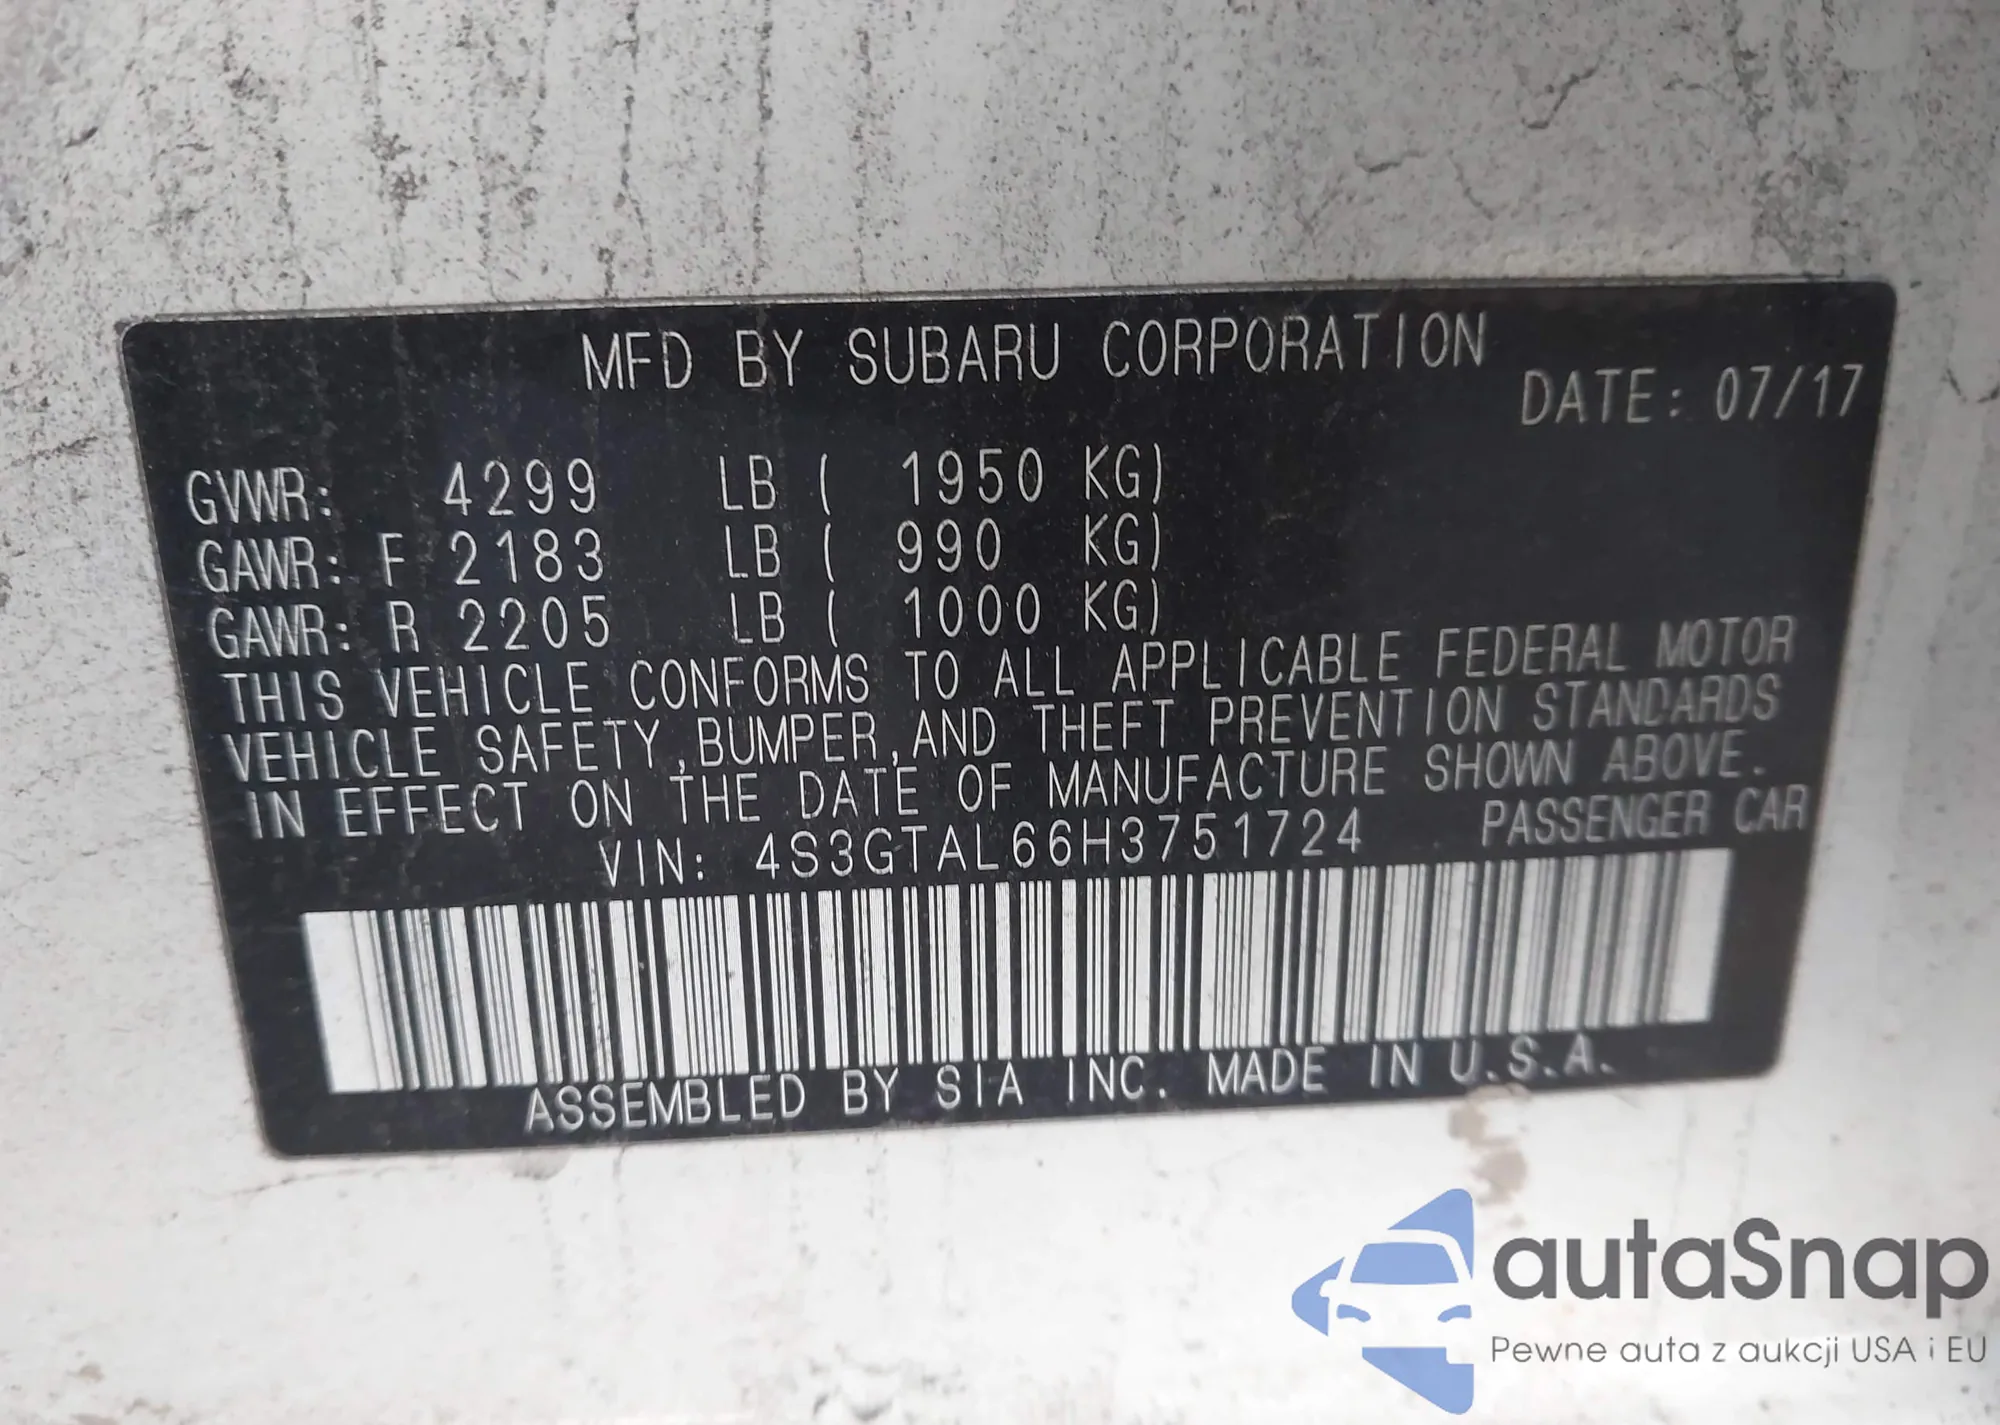 MFD BY SUBARU CORPORATION
DATE: 07/17
GVWR: 4299 LB ( 1950 KG)
GAWR: F 2183 LB ( 990 KG)
GAWR: R 2205 LB ( 1000 KG)
THIS VEHICLE CONFORMS TO ALL APPLICABLE FEDERAL MOTOR
VEHICLE SAFETY,BUMPER,AND THEFT PREVENTION STANDARDS
IN EFFECT ON THE DATE OF MANUFACTURE SHOWN ABOVE.
VIN: 4S3GTAL66H3751724 PASSENGER CAR
ASSEMBLED BY SIA INC. MADE IN U.S.A.
autaSnap
Pewne auta z aukcji USA i EU